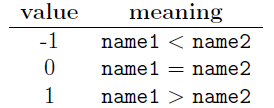 value meaning
-1 name1 < name2
0 name1 = name2
1 name1 > name2